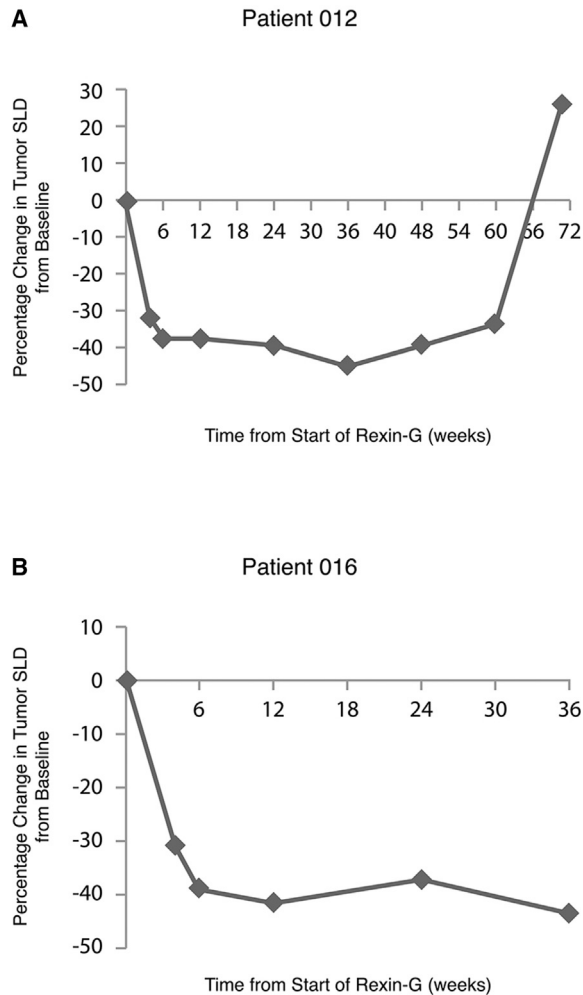 A
Patient 012
Percentage Change in Tumor SLD
from Baseline
30
20
10
0
-10
-20
-30
-40
-50
6 12 18 24 30 36 40 48 54 60 66 72
Time from Start of Rexin-G (weeks)
B
Patient 016
Percentage Change in Tumor SLD
from Baseline
10
0
-10
-20
-30
-40
-50
6 12 18 24 30 36
Time from Start of Rexin-G (weeks)